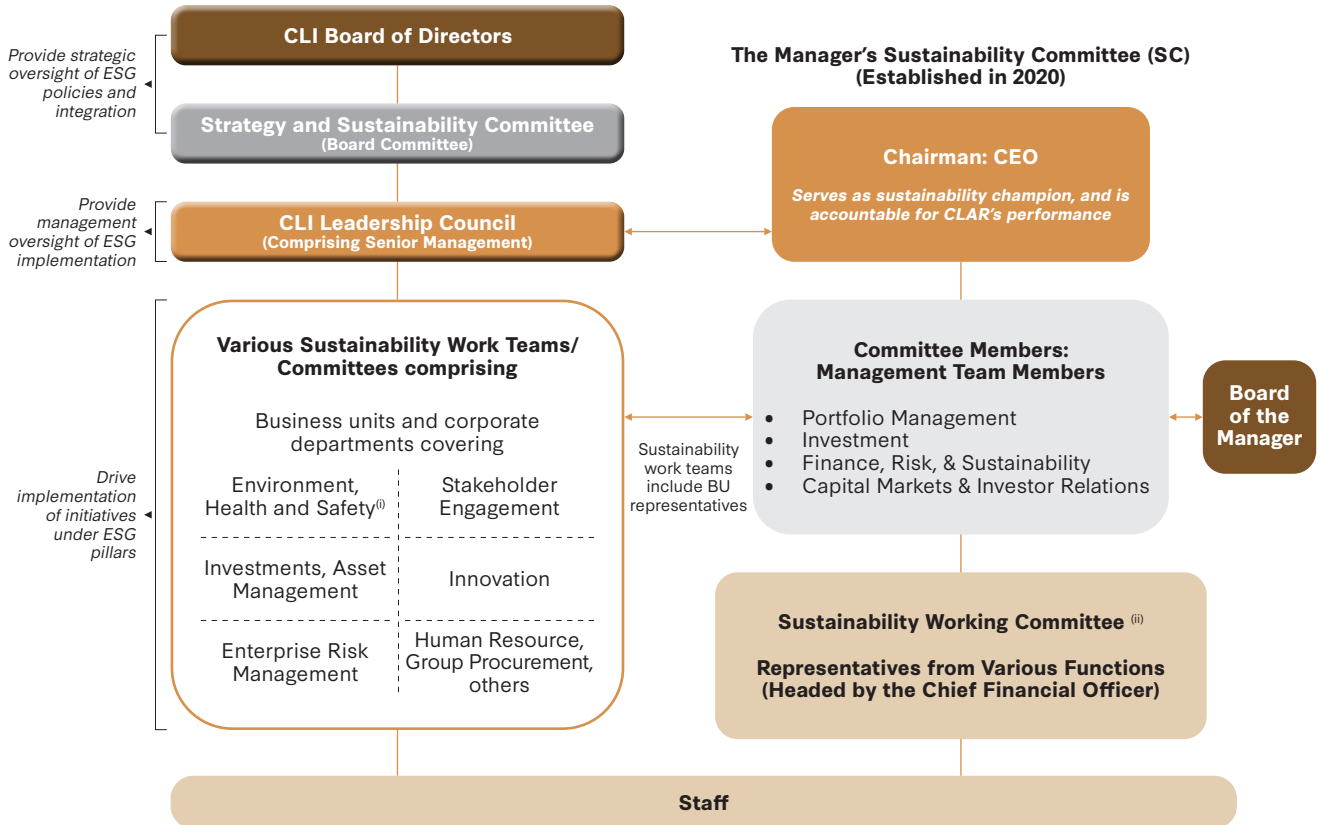 CLI Board of Directors
Provide strategic
oversight of ESG
policies and
integration
Strategy and Sustainability Committee
(Board Committee)
Provide
management
oversight of ESG
implementation
CLI Leadership Council
(Comprising Senior Management)
The Manager's Sustainability Committee (SC)
(Established in 2020)
Chairman: CEO
Serves as sustainability champion, and is
accountable for CLAR's performance
Drive
implementation
of initiatives
under ESG
pillars
Various Sustainability Work Teams/
Committees comprising
Business units and corporate
departments covering
Environment,
Health and Safety(i)
Stakeholder
Engagement
Investments, Asset
Management
Innovation
Enterprise Risk
Management
Human Resource,
Group Procurement,
others
Sustainability
work teams
include BU
representatives
Committee Members:
Management Team Members
• Portfolio Management
• Investment
• Finance, Risk, & Sustainability
• Capital Markets & Investor Relations
Board
of the
Manager
Sustainability Working Committee (ii)
Representatives from Various Functions
(Headed by the Chief Financial Officer)
Staff